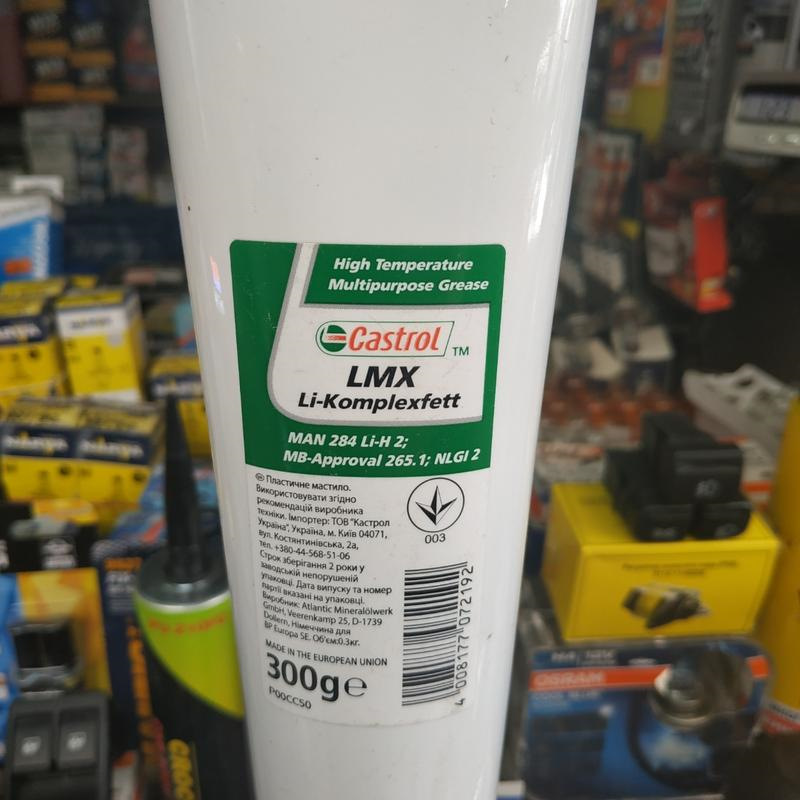 High Temperature
Multipurpose Grease
Castrol TM
LMX
Li-Komplexfett
MAN 284 Li-H 2;
MB-Approval 265.1; NLGI 2
Пластичне мастило.
Використовувати згідно
рекомендацій виробника
техніки. Імпортер: ТОВ "Кастрол
Україна", Україна, м. Київ 04071,
вул. Костянтинівська, 2а,
тел. +380-44-568-51-06
Строк зберігання 2 роки у
заводській непорушеній
упаковці. Дата випуску та номер
партії вказані на упаковці.
Виробник: Atlantic Mineralölwerk
GmbH, Veerenkamp 25, D-1739
Dollern, Німеччина для
BP Europa SE. Об'єм:0.3кг.
MADE IN THE EUROPEAN UNION
300g℮
P00CC50
003
4 008177 072192
OSRAM